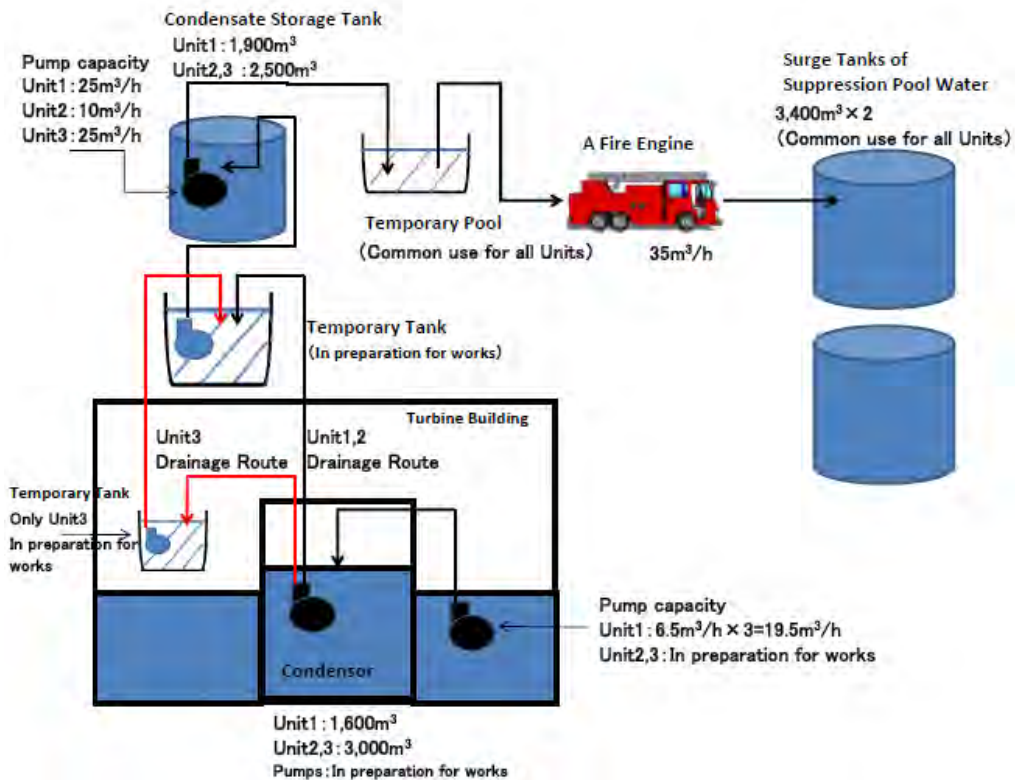 Condensate Storage Tank
Unit1:1,900m³
Unit2,3 :2,500m³
Pump capacity
Unit1:25m³/h
Unit2:10m³/h
Unit3:25m³/h
Surge Tanks of
Suppression Pool Water
3,400m³×2
(Common use for all Units)
A Fire Engine
35m³/h
Temporary Pool
(Common use for all Units)
Temporary Tank
(In preparation for works)
Turbine Building
Unit3
Drainage Route
Unit1,2
Drainage Route
Temporary Tank
Only Unit3
In preparation for
works
Pump capacity
Unit1:6.5m³/h×3=19.5m³/h
Unit2,3:In preparation for works
Condensor
Unit1:1,600m³
Unit2,3:3,000m³
Pumps:In preparation for works